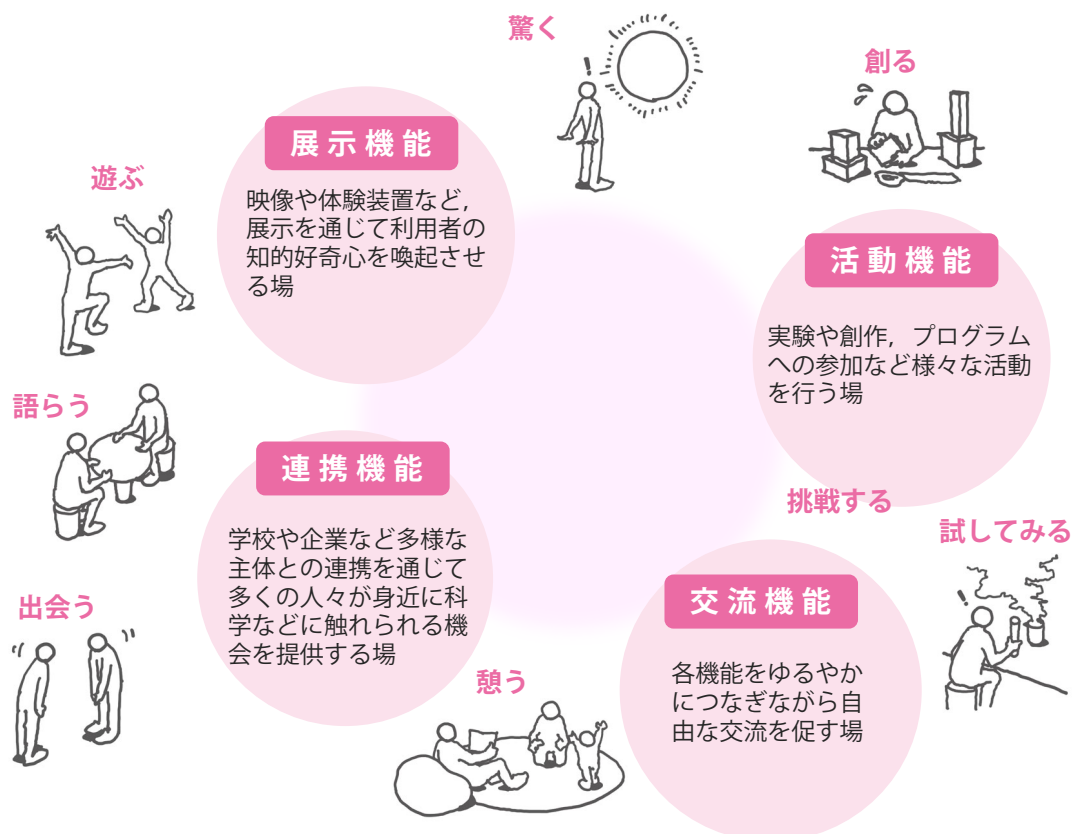 驚く
創る
展示機能
映像や体験装置など，
展示を通じて利用者の
知的好奇心を喚起させ
る場
遊ぶ
活動機能
実験や創作，プログラム
への参加など様々な活動
を行う場
語らう
連携機能
学校や企業など多様な
主体との連携を通じて
多くの人々が身近に科
学などに触れられる機
会を提供する場
挑戦する
試してみる
交流機能
各機能をゆるやか
につなぎながら自
由な交流を促す場
出会う
憩う